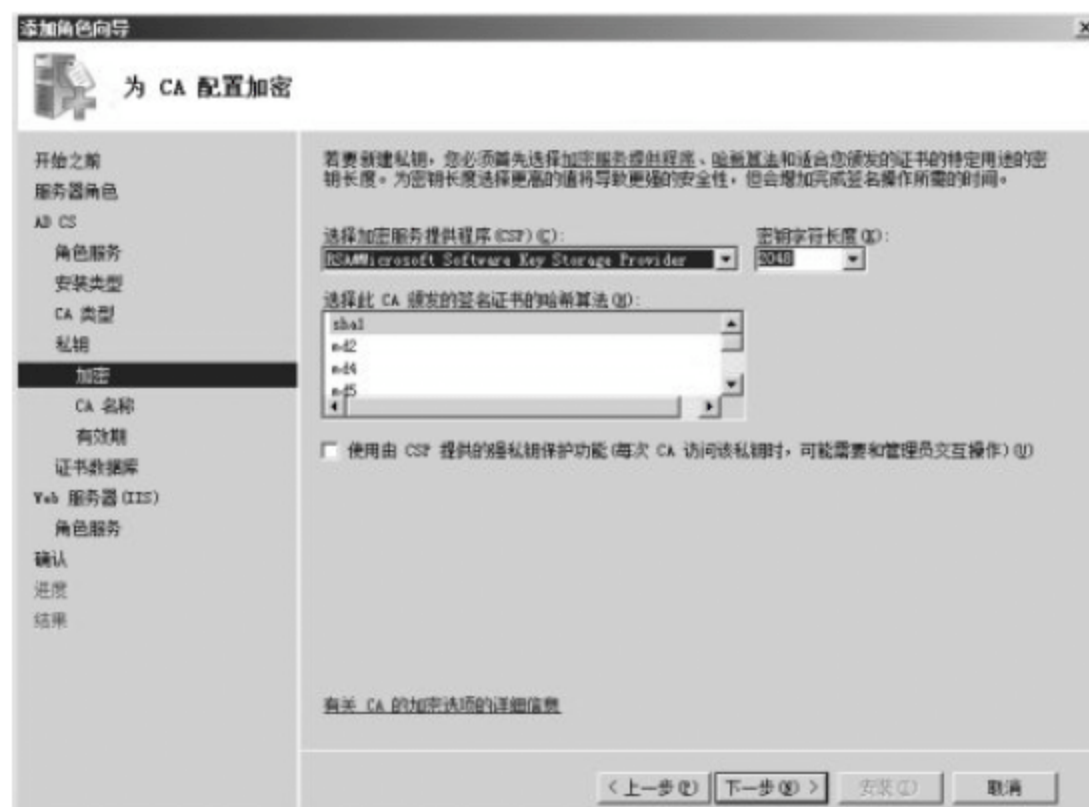 添加角色向导
为 CA 配置加密
开始之前
服务器角色
AD CS
角色服务
安装类型
CA 类型
私钥
加密
CA 名称
有效期
证书数据库
Web 服务器(IIS)
角色服务
确认
进度
结果
若要新建私钥，您必须首先选择加密服务提供程序、哈希算法和适合您颁发的证书的特定用途的密
钥长度。为密钥长度选择更高的值将导致更强的安全性，但会增加完成签名操作所需的时间。
选择加密服务提供程序(CSP)(C):
密钥字符长度(K):
RSA#Microsoft Software Key Storage Provider
2048
选择此 CA 颁发的签名证书的哈希算法(H):
sha1
md2
md4
md5
使用由 CSP 提供的强私钥保护功能(每次 CA 访问该私钥时，可能需要和管理员交互操作)(U)
有关 CA 的加密选项的详细信息
< 上一步(P)
下一步(N) >
安装(I)
取消